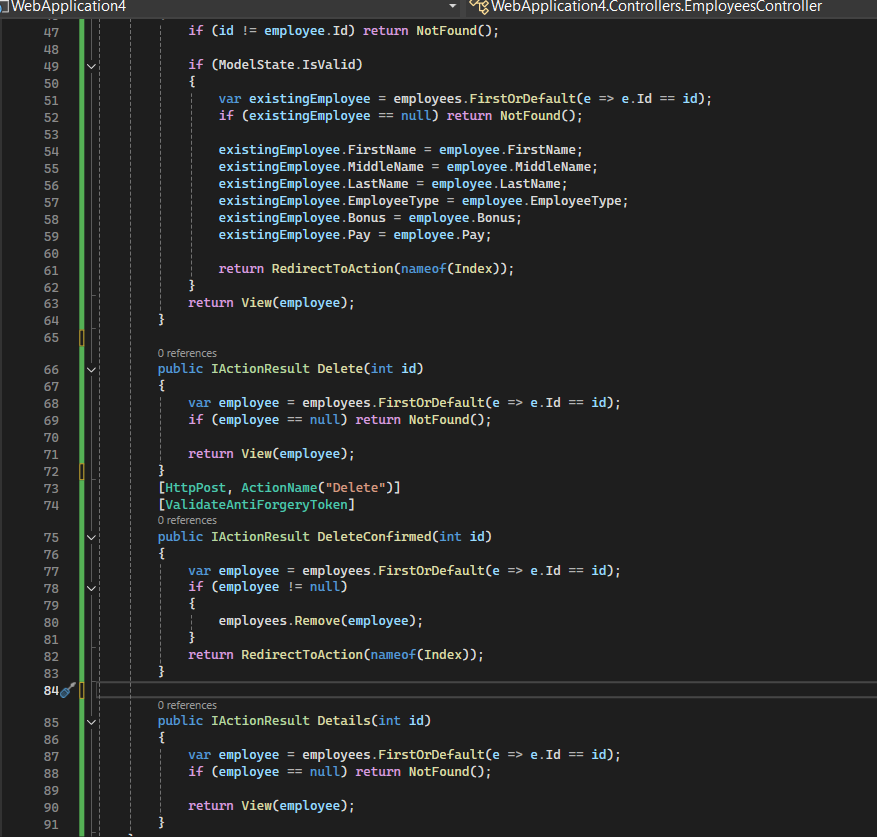 WebApplication4 WebApplication4.Controllers.EmployeesController
47 if (id != employee.Id) return NotFound();
48
49 if (ModelState.IsValid)
50 {
51 var existingEmployee = employees.FirstOrDefault(e => e.Id == id);
52 if (existingEmployee == null) return NotFound();
53
54 existingEmployee.FirstName = employee.FirstName;
55 existingEmployee.MiddleName = employee.MiddleName;
56 existingEmployee.LastName = employee.LastName;
57 existingEmployee.EmployeeType = employee.EmployeeType;
58 existingEmployee.Bonus = employee.Bonus;
59 existingEmployee.Pay = employee.Pay;
60
61 return RedirectToAction(nameof(Index));
62 }
63 return View(employee);
64 }
65
0 references
66 public IActionResult Delete(int id)
67 {
68 var employee = employees.FirstOrDefault(e => e.Id == id);
69 if (employee == null) return NotFound();
70
71 return View(employee);
72 }
73 [HttpPost, ActionName("Delete")]
74 [ValidateAntiForgeryToken]
0 references
75 public IActionResult DeleteConfirmed(int id)
76 {
77 var employee = employees.FirstOrDefault(e => e.Id == id);
78 if (employee != null)
79 {
80 employees.Remove(employee);
81 }
82 return RedirectToAction(nameof(Index));
83 }
84
0 references
85 public IActionResult Details(int id)
86 {
87 var employee = employees.FirstOrDefault(e => e.Id == id);
88 if (employee == null) return NotFound();
89
90 return View(employee);
91 }